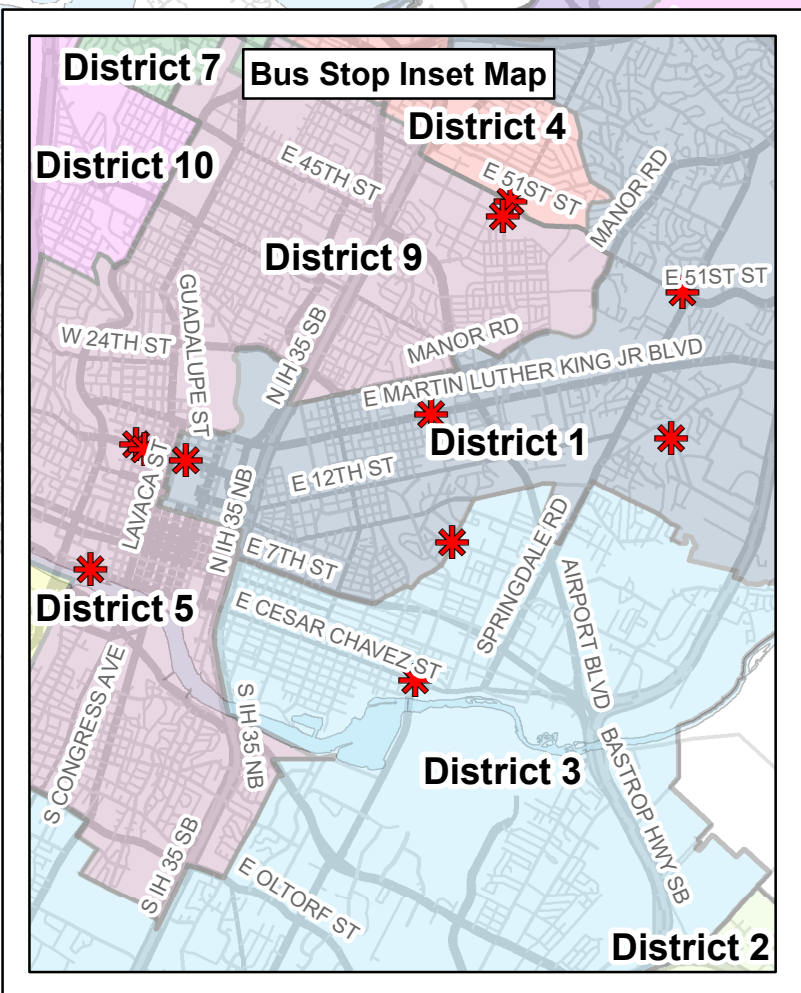 District 7
Bus Stop Inset Map
District 4
District 10
E 45TH ST
E 51ST ST
MANOR RD
District 9
E 51ST ST
GUADALUPE ST
W 24TH ST
N IH 35 SB
MANOR RD
E MARTIN LUTHER KING JR BLVD
District 1
LAVACA ST
E 12TH ST
N IH 35 NB
E 7TH ST
SPRINGDALE RD
AIRPORT BLVD
District 5
E CESAR CHAVEZ ST
S CONGRESS AVE
S IH 35 NB
District 3
BASTROP HWY SB
S IH 35 SB
E OLTORF ST
District 2